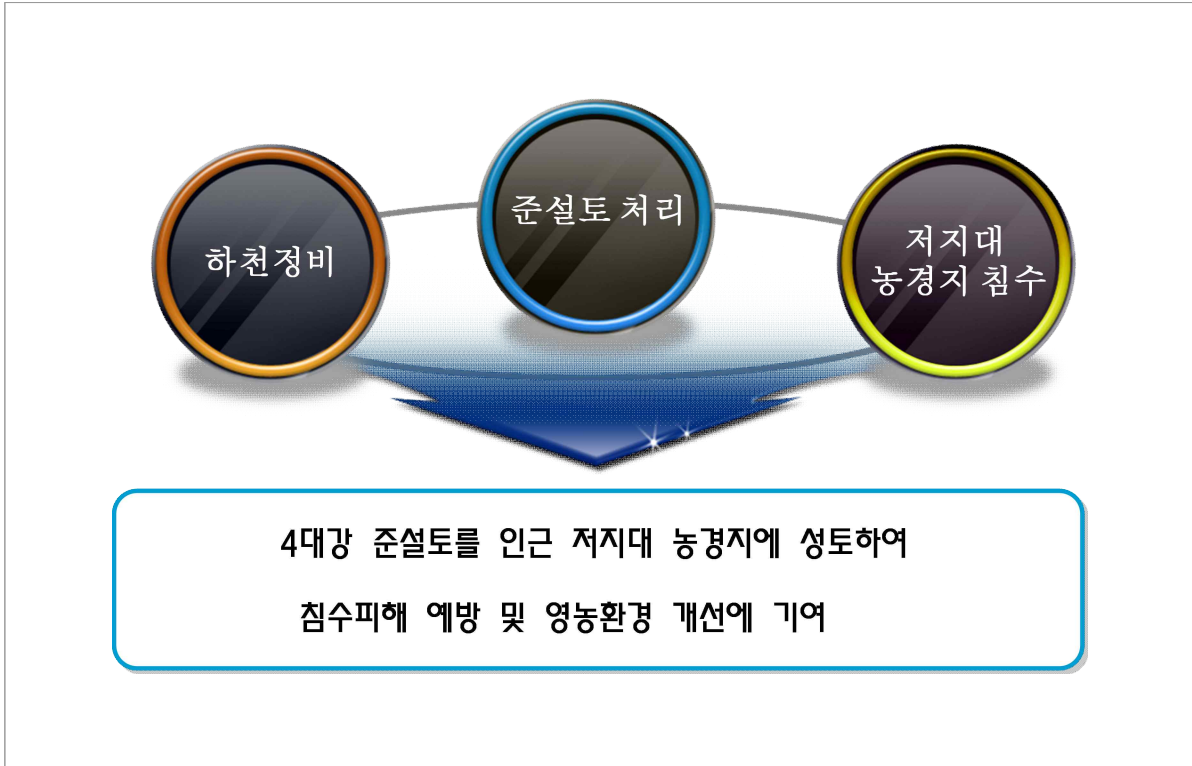 하천정비
준설토 처리
저지대
농경지 침수
4대강 준설토를 인근 저지대 농경지에 성토하여
침수피해 예방 및 영농환경 개선에 기여